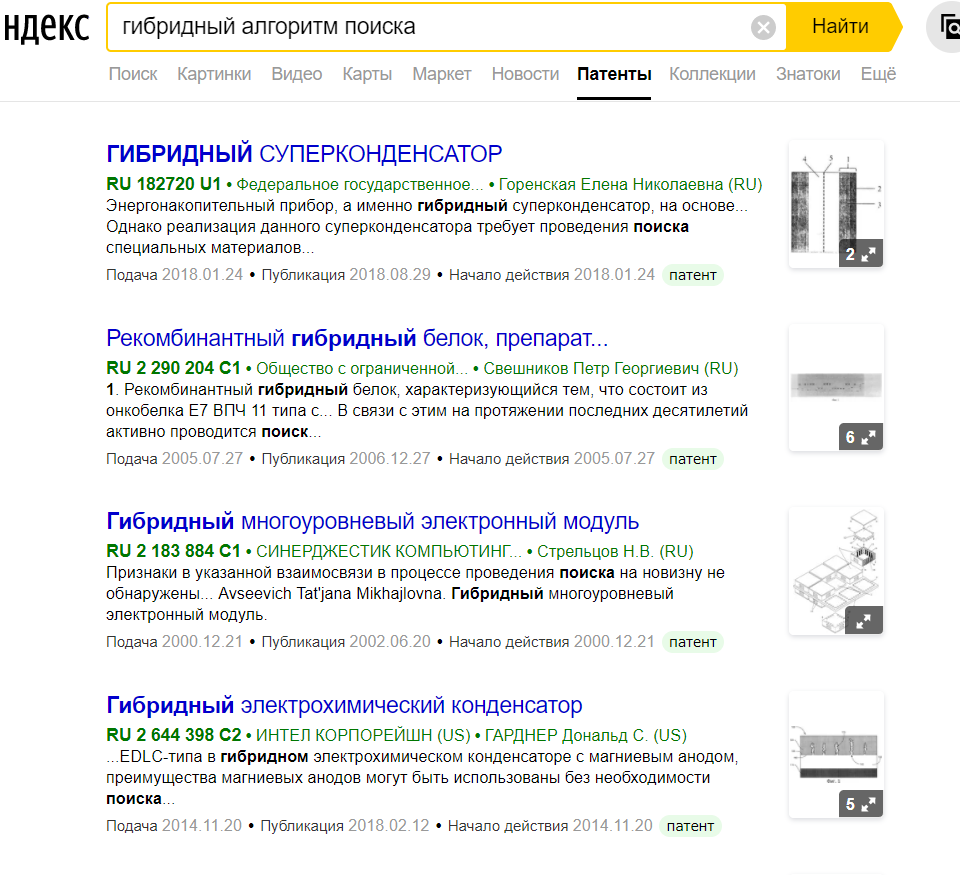 ндекс
гибридный алгоритм поиска
Найти
Поиск Картинки Видео Карты Маркет Новости Патенты Коллекции Знатоки Ещё
ГИБРИДНЫЙ СУПЕРКОНДЕНСАТОР
RU 182720 U1 • Федеральное государственное... • Горенская Елена Николаевна (RU)
Энергонакопительный прибор, а именно гибридный суперконденсатор, на основе...
Однако реализация данного суперконденсатора требует проведения поиска
специальных материалов...
Подача 2018.01.24 • Публикация 2018.08.29 • Начало действия 2018.01.24 патент
4 5 1
2
3
2
Рекомбинантный гибридный белок, препарат...
RU 2 290 204 C1 • Общество с ограниченной... • Свешников Петр Георгиевич (RU)
1. Рекомбинантный гибридный белок, характеризующийся тем, что состоит из
онкобелка Е7 ВПЧ 11 типа с... В связи с этим на протяжении последних десятилетий
активно проводится поиск...
Подача 2005.07.27 • Публикация 2006.12.27 • Начало действия 2005.07.27 патент
6
Гибридный многоуровневый электронный модуль
RU 2 183 884 C1 • СИНЕРДЖЕСТИК КОМПЬЮТИНГ... • Стрельцов Н.В. (RU)
Признаки в указанной взаимосвязи в процессе проведения поиска на новизну не
обнаружены... Avseevich Tat'jana Mikhajlovna. Гибридный многоуровневый
электронный модуль.
Подача 2000.12.21 • Публикация 2002.06.20 • Начало действия 2000.12.21 патент
Гибридный электрохимический конденсатор
RU 2 644 398 C2 • ИНТЕЛ КОРПОРЕЙШН (US) • ГАРДНЕР Дональд С. (US)
...EDLC-типа в гибридном электрохимическом конденсаторе с магниевым анодом,
преимущества магниевых анодов могут быть использованы без необходимости
поиска...
Подача 2014.11.20 • Публикация 2018.02.12 • Начало действия 2014.11.20 патент
5